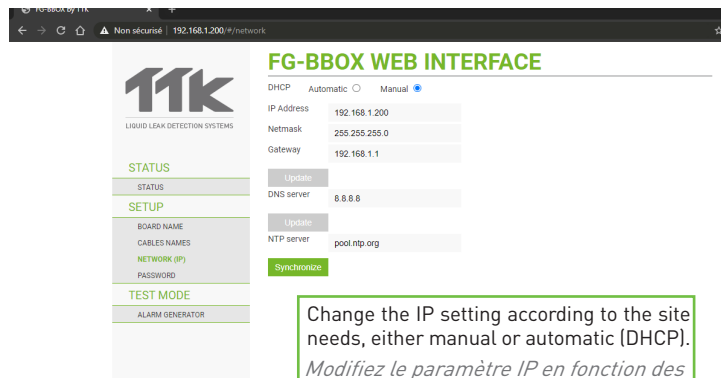 FG-BBOX by TTK
Non sécurisé | 192.168.1.200/#/network
TTK
LIQUID LEAK DETECTION SYSTEMS
STATUS
STATUS
SETUP
BOARD NAME
CABLES NAMES
NETWORK (IP)
PASSWORD
TEST MODE
ALARM GENERATOR
FG-BBOX WEB INTERFACE
DHCP Automatic Manual
IP Address 192.168.1.200
Netmask 255.255.255.0
Gateway 192.168.1.1
Update
DNS server 8.8.8.8
Update
NTP server pool.ntp.org
Synchronize
Change the IP setting according to the site
needs, either manual or automatic (DHCP).
Modifiez le paramètre IP en fonction des